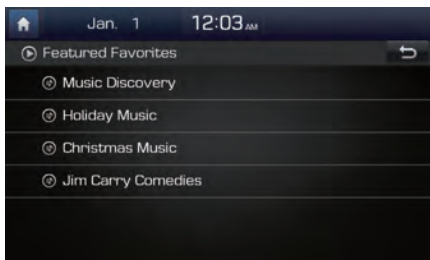 Jan. 1 12:03 AM
Featured Favorites
Music Discovery
Holiday Music
Christmas Music
Jim Carry Comedies